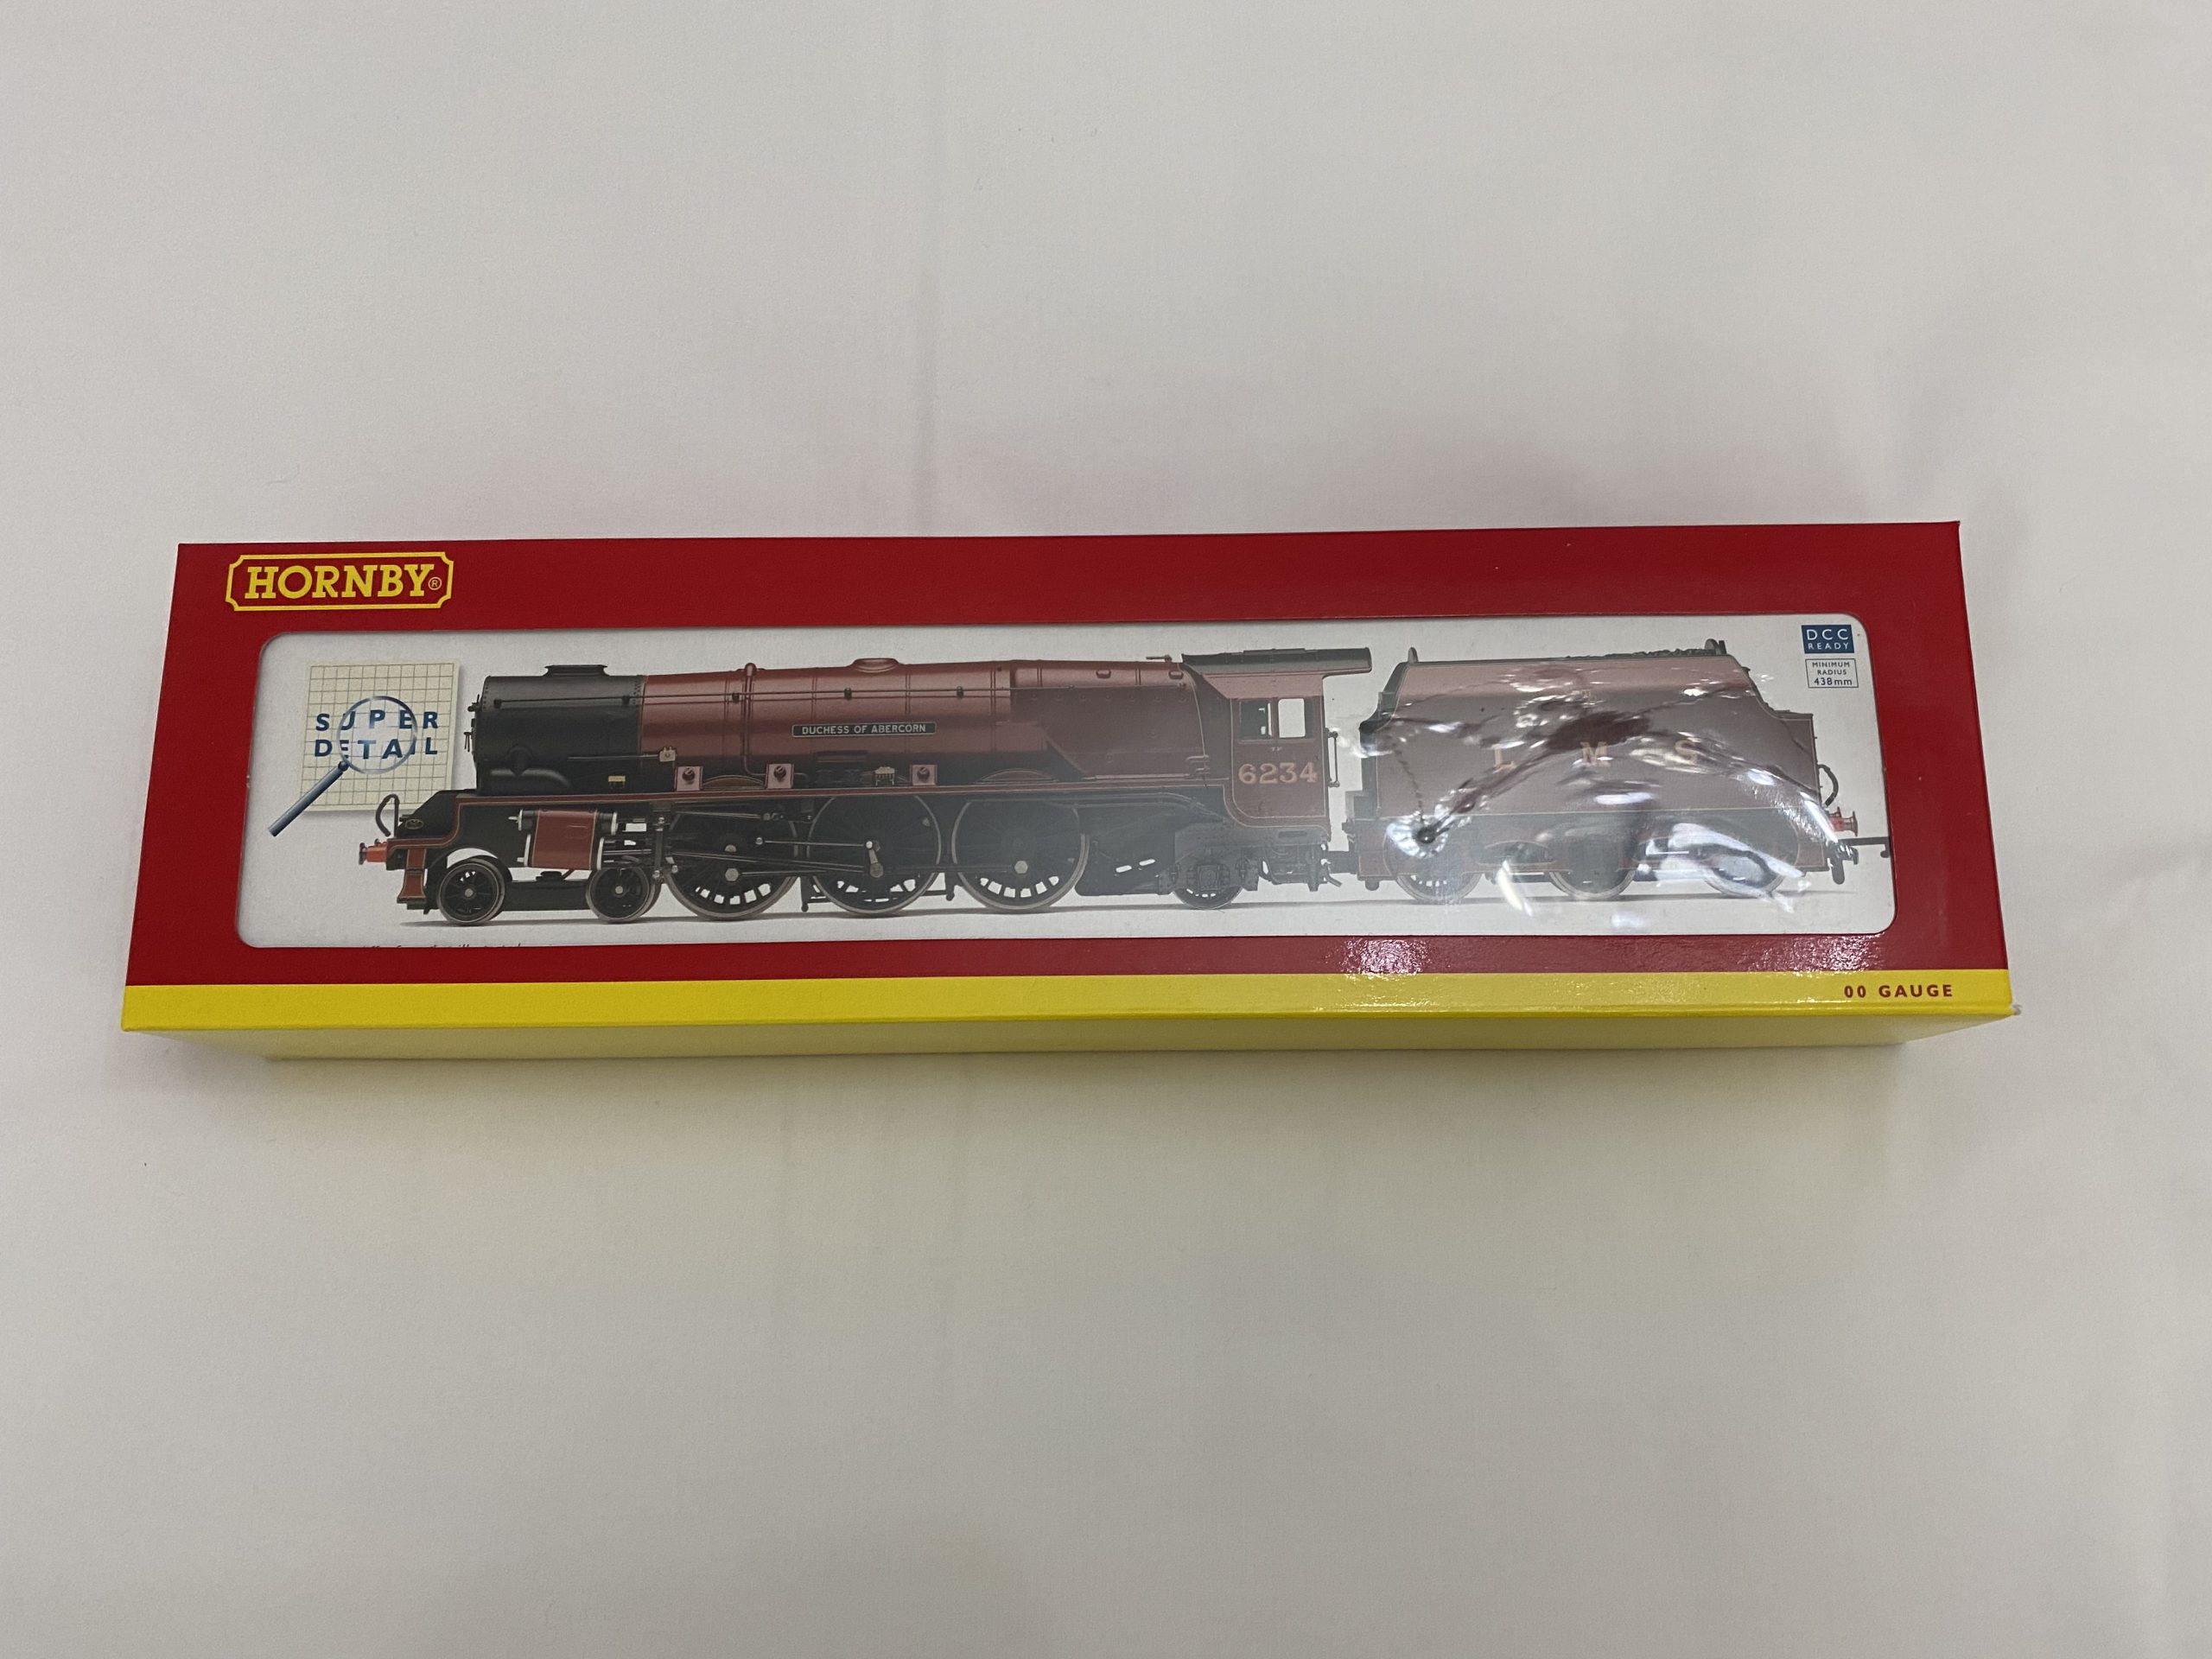 HORNBY®
DCC
READY
MINIMUM
RADIUS
438mm
SUPER
DETAIL
DUCHESS OF ABERCORN
6234
L M S
00 GAUGE